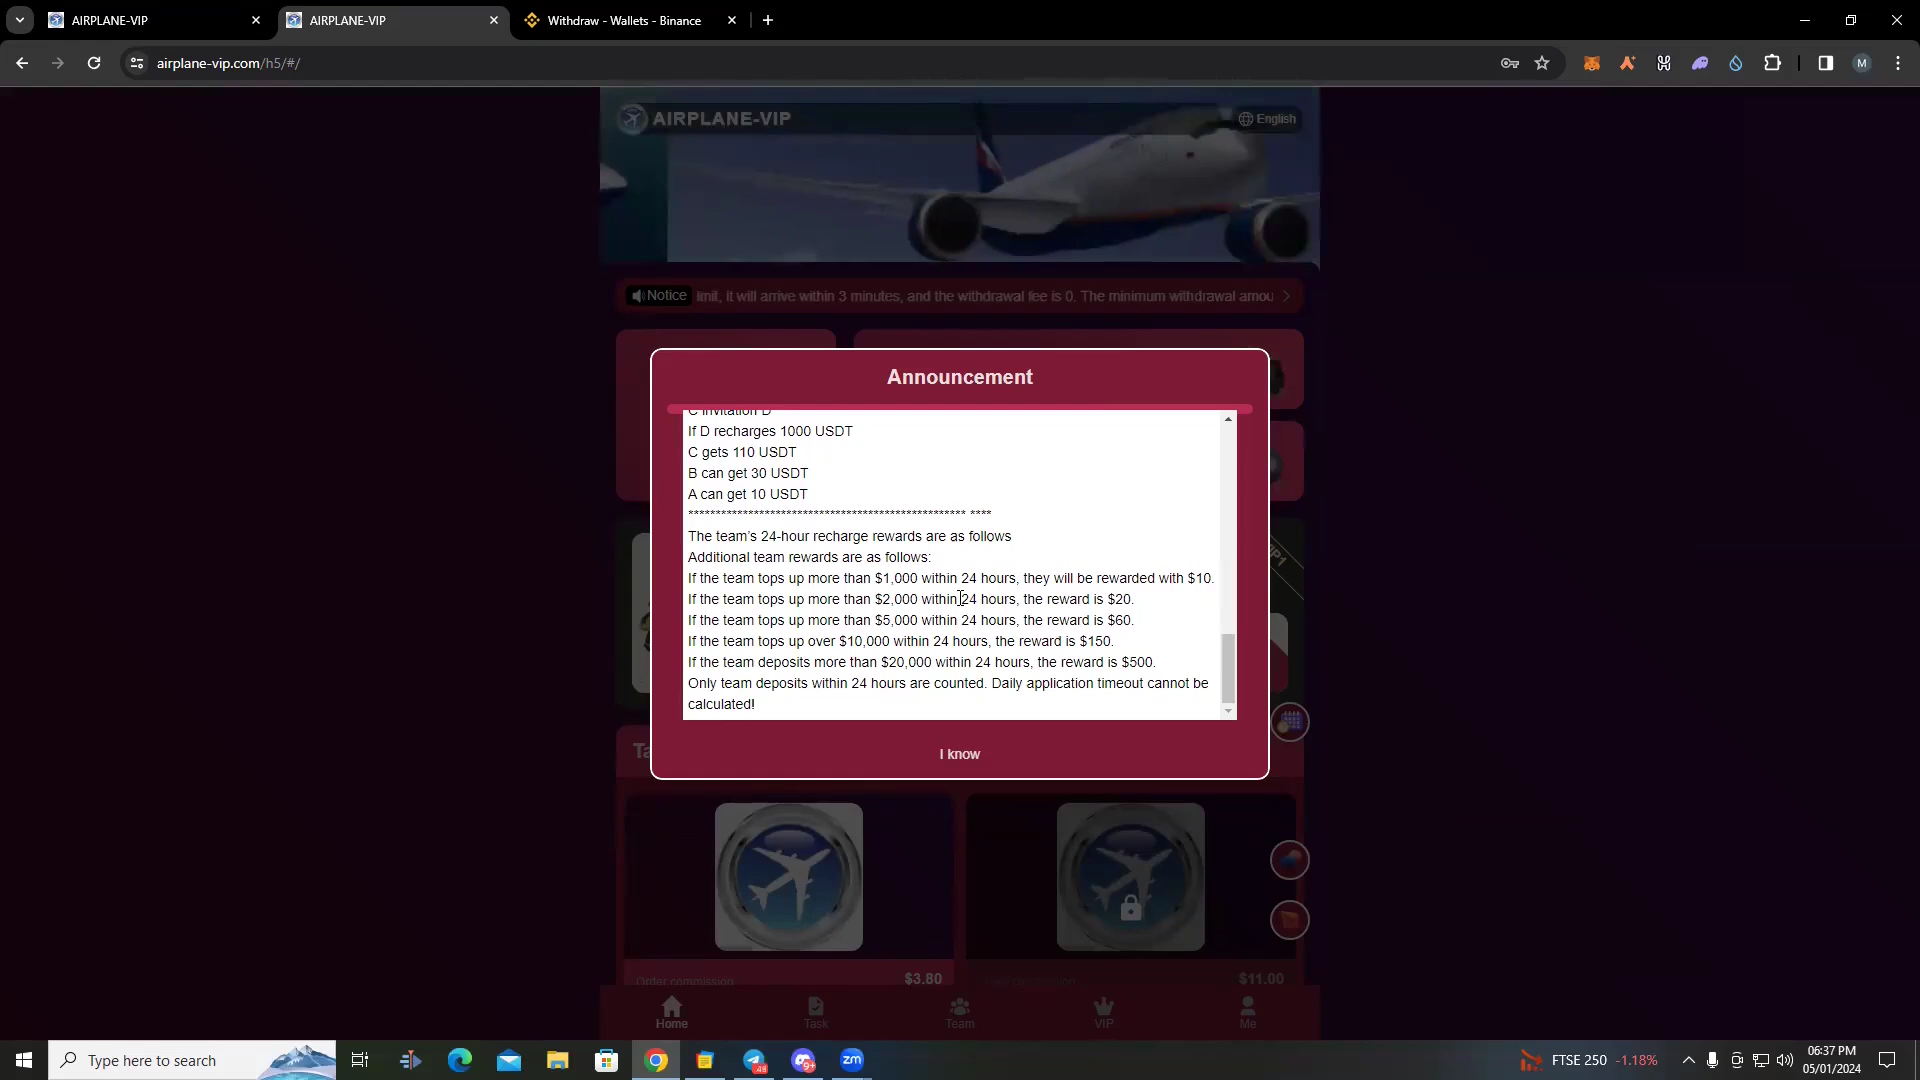 AIRPLANE-VIP
AIRPLANE-VIP
Withdraw - Wallets - Binance
airplane-vip.com/h5/#/
M
AIRPLANE-VIP
English
Notice
limit, it will arrive within 3 minutes, and the withdrawal fee is 0. The minimum withdrawal amou
Announcement
C invitation D
If D recharges 1000 USDT
C gets 110 USDT
B can get 30 USDT
A can get 10 USDT
*************************************************** ****
The team's 24-hour recharge rewards are as follows
Additional team rewards are as follows:
If the team tops up more than $1,000 within 24 hours, they will be rewarded with $10.
If the team tops up more than $2,000 within 24 hours, the reward is $20.
If the team tops up more than $5,000 within 24 hours, the reward is $60.
If the team tops up over $10,000 within 24 hours, the reward is $150.
If the team deposits more than $20,000 within 24 hours, the reward is $500.
Only team deposits within 24 hours are counted. Daily application timeout cannot be
calculated!
I know
VIP1
Order commission
$3.80
$11.00
Home
Task
Team
VIP
Me
Type here to search
zm
FTSE 250 -1.18%
06:37 PM
05/01/2024